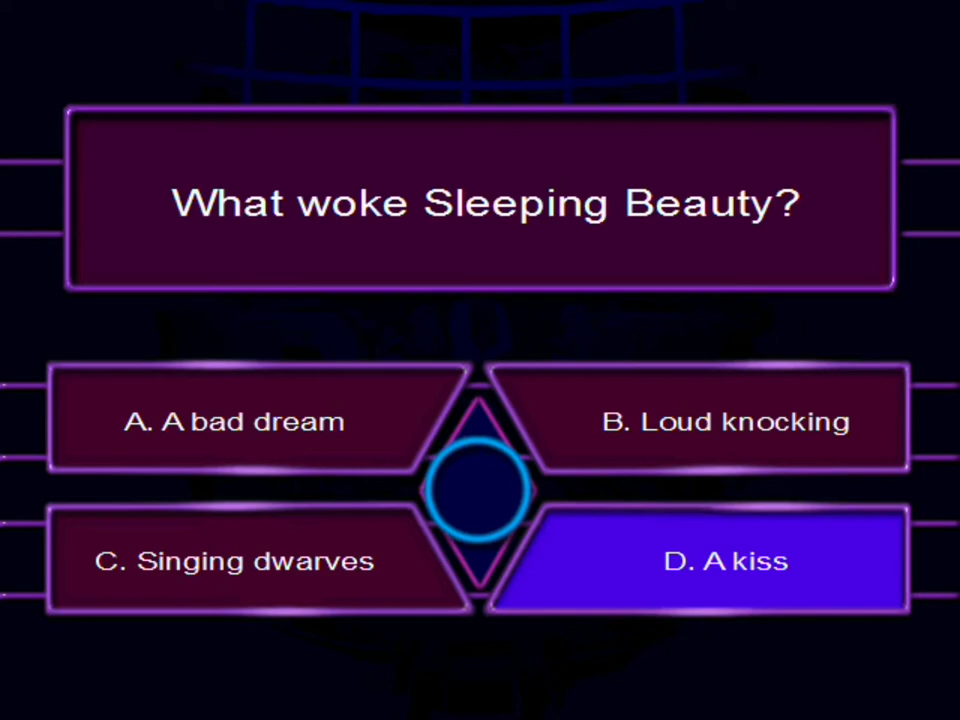 What woke Sleeping Beauty?
A. A bad dream
B. Loud knocking
C. Singing dwarves
D. A kiss